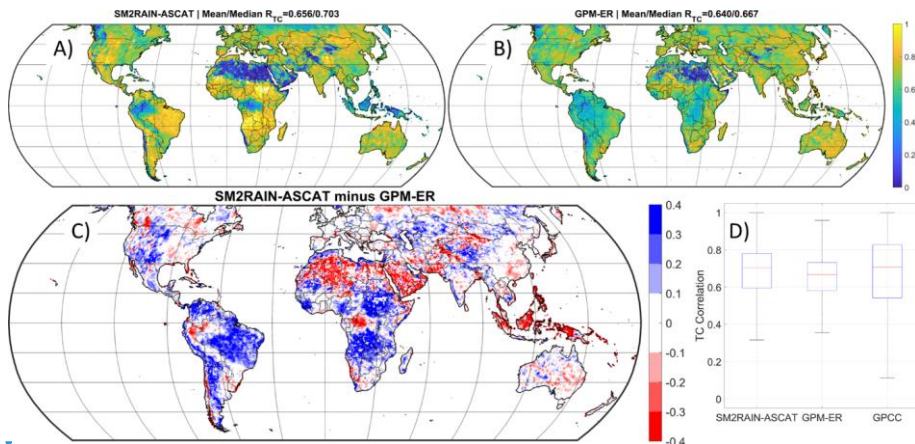 SM2RAIN-ASCAT | Mean/Median R_TC=0.656/0.703
GPM-ER | Mean/Median R_TC=0.640/0.667
A)
B)
1
0.8
0.6
0.4
0.2
0
SM2RAIN-ASCAT minus GPM-ER
C)
0.4
0.3
0.2
0.1
0
-0.1
-0.2
-0.3
-0.4
D)
TC Correlation
1
0.8
0.6
0.4
0.2
0
SM2RAIN-ASCAT GPM-ER GPCC